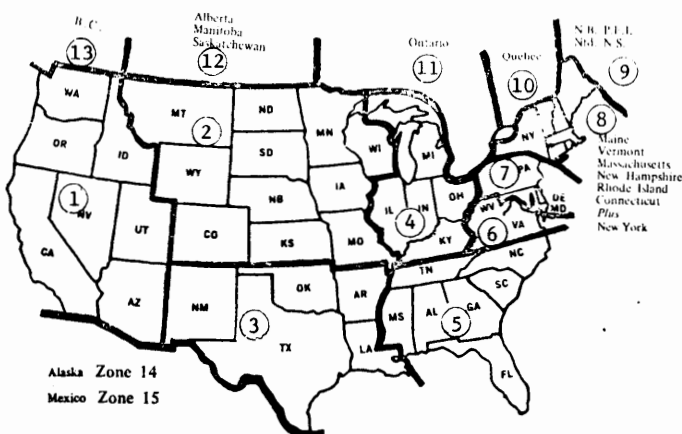 B.C.
Alberta
Manitoba
Saskatchewan
Ontario
Quebec
N.B. P.E.I.
Nfd. N.S.
13
12
11
10
9
WA
MT
ND
MN
OR
ID
2
SD
WI
MI
NY
8
Maine
Vermont
Massachusetts
New Hampshire
Rhode Island
Connecticut
Plus
New York
WY
IA
7
PA
1
NV
NB
IL
IN
OH
4
WV
DE
MD
CA
UT
CO
KS
MO
KY
6
VA
AZ
NM
OK
AR
TN
NC
SC
3
TX
LA
MS
AL
GA
5
FL
Alaska Zone 14
Mexico Zone 15